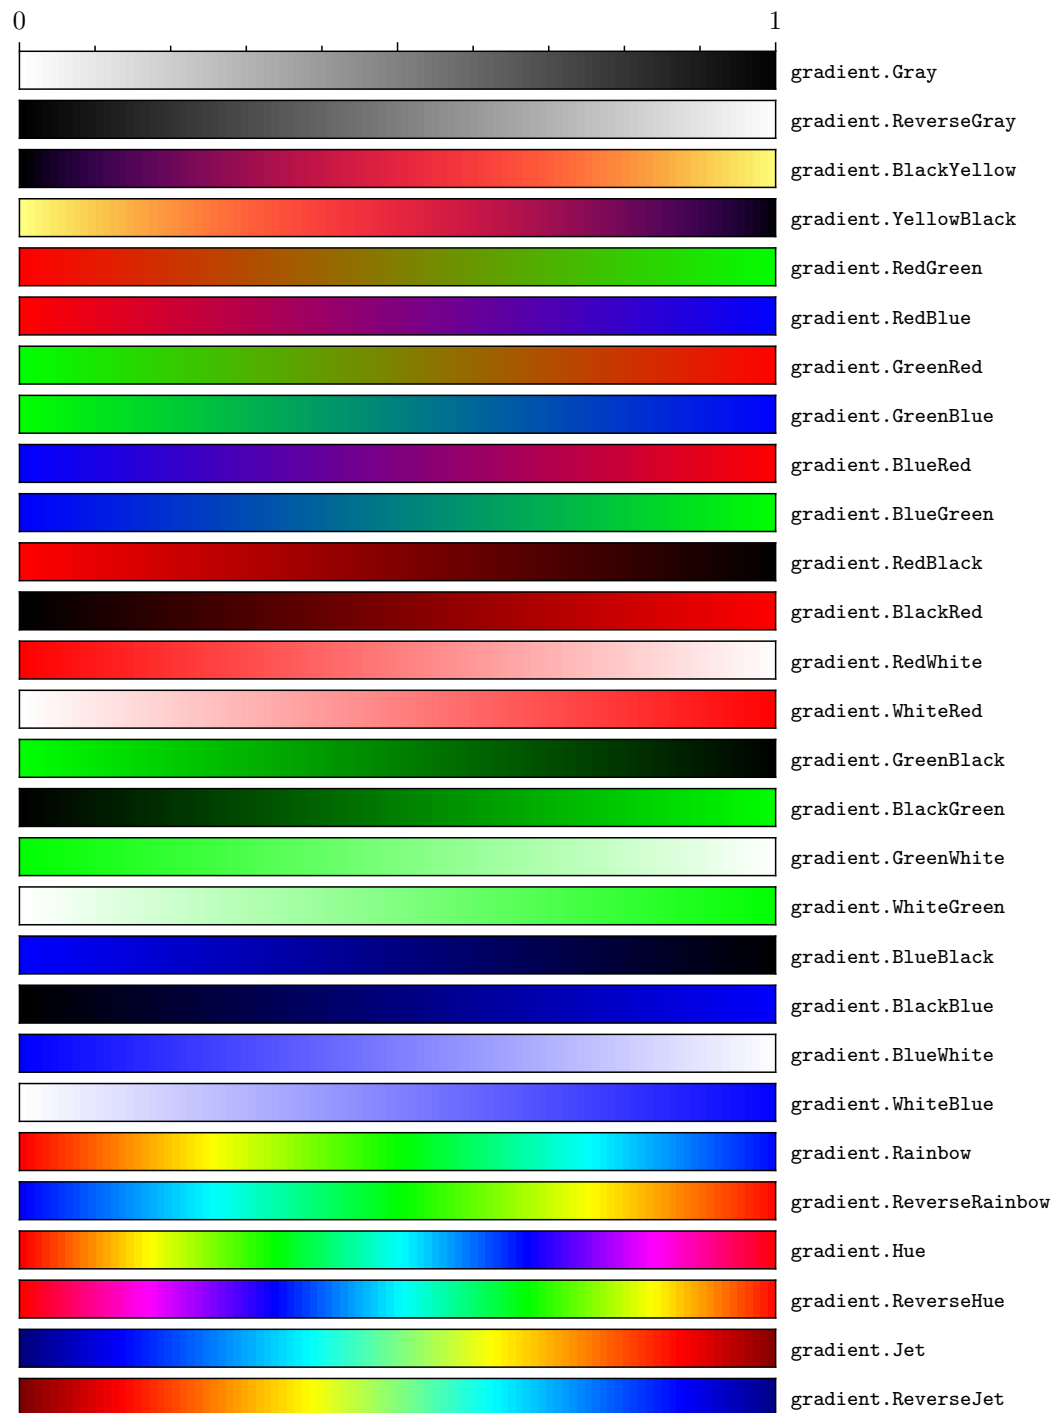 0 1
gradient.Gray
gradient.ReverseGray
gradient.BlackYellow
gradient.YellowBlack
gradient.RedGreen
gradient.RedBlue
gradient.GreenRed
gradient.GreenBlue
gradient.BlueRed
gradient.BlueGreen
gradient.RedBlack
gradient.BlackRed
gradient.RedWhite
gradient.WhiteRed
gradient.GreenBlack
gradient.BlackGreen
gradient.GreenWhite
gradient.WhiteGreen
gradient.BlueBlack
gradient.BlackBlue
gradient.BlueWhite
gradient.WhiteBlue
gradient.Rainbow
gradient.ReverseRainbow
gradient.Hue
gradient.ReverseHue
gradient.Jet
gradient.ReverseJet